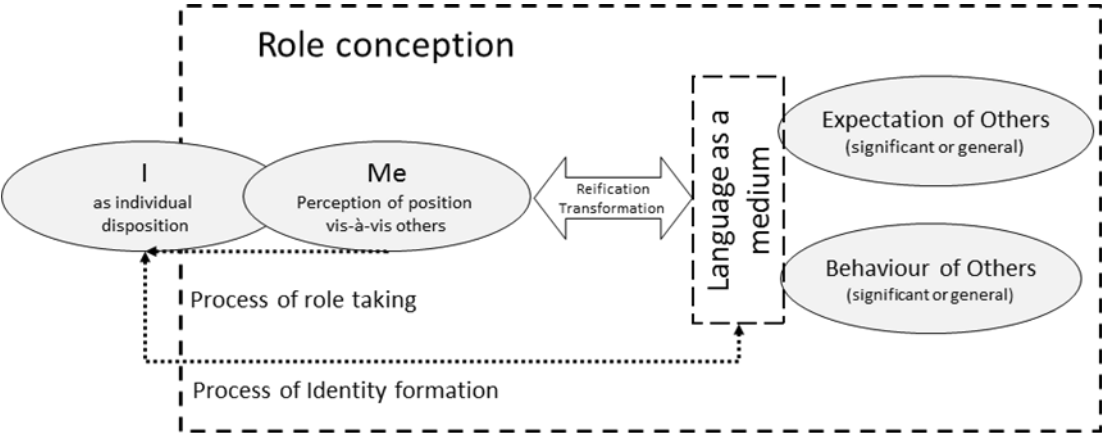 Role conception
I
as individual
disposition
Me
Perception of position
vis-à-vis others
Reification
Transformation
Language as a
medium
Expectation of Others
(significant or general)
Behaviour of Others
(significant or general)
Process of role taking
Process of Identity formation